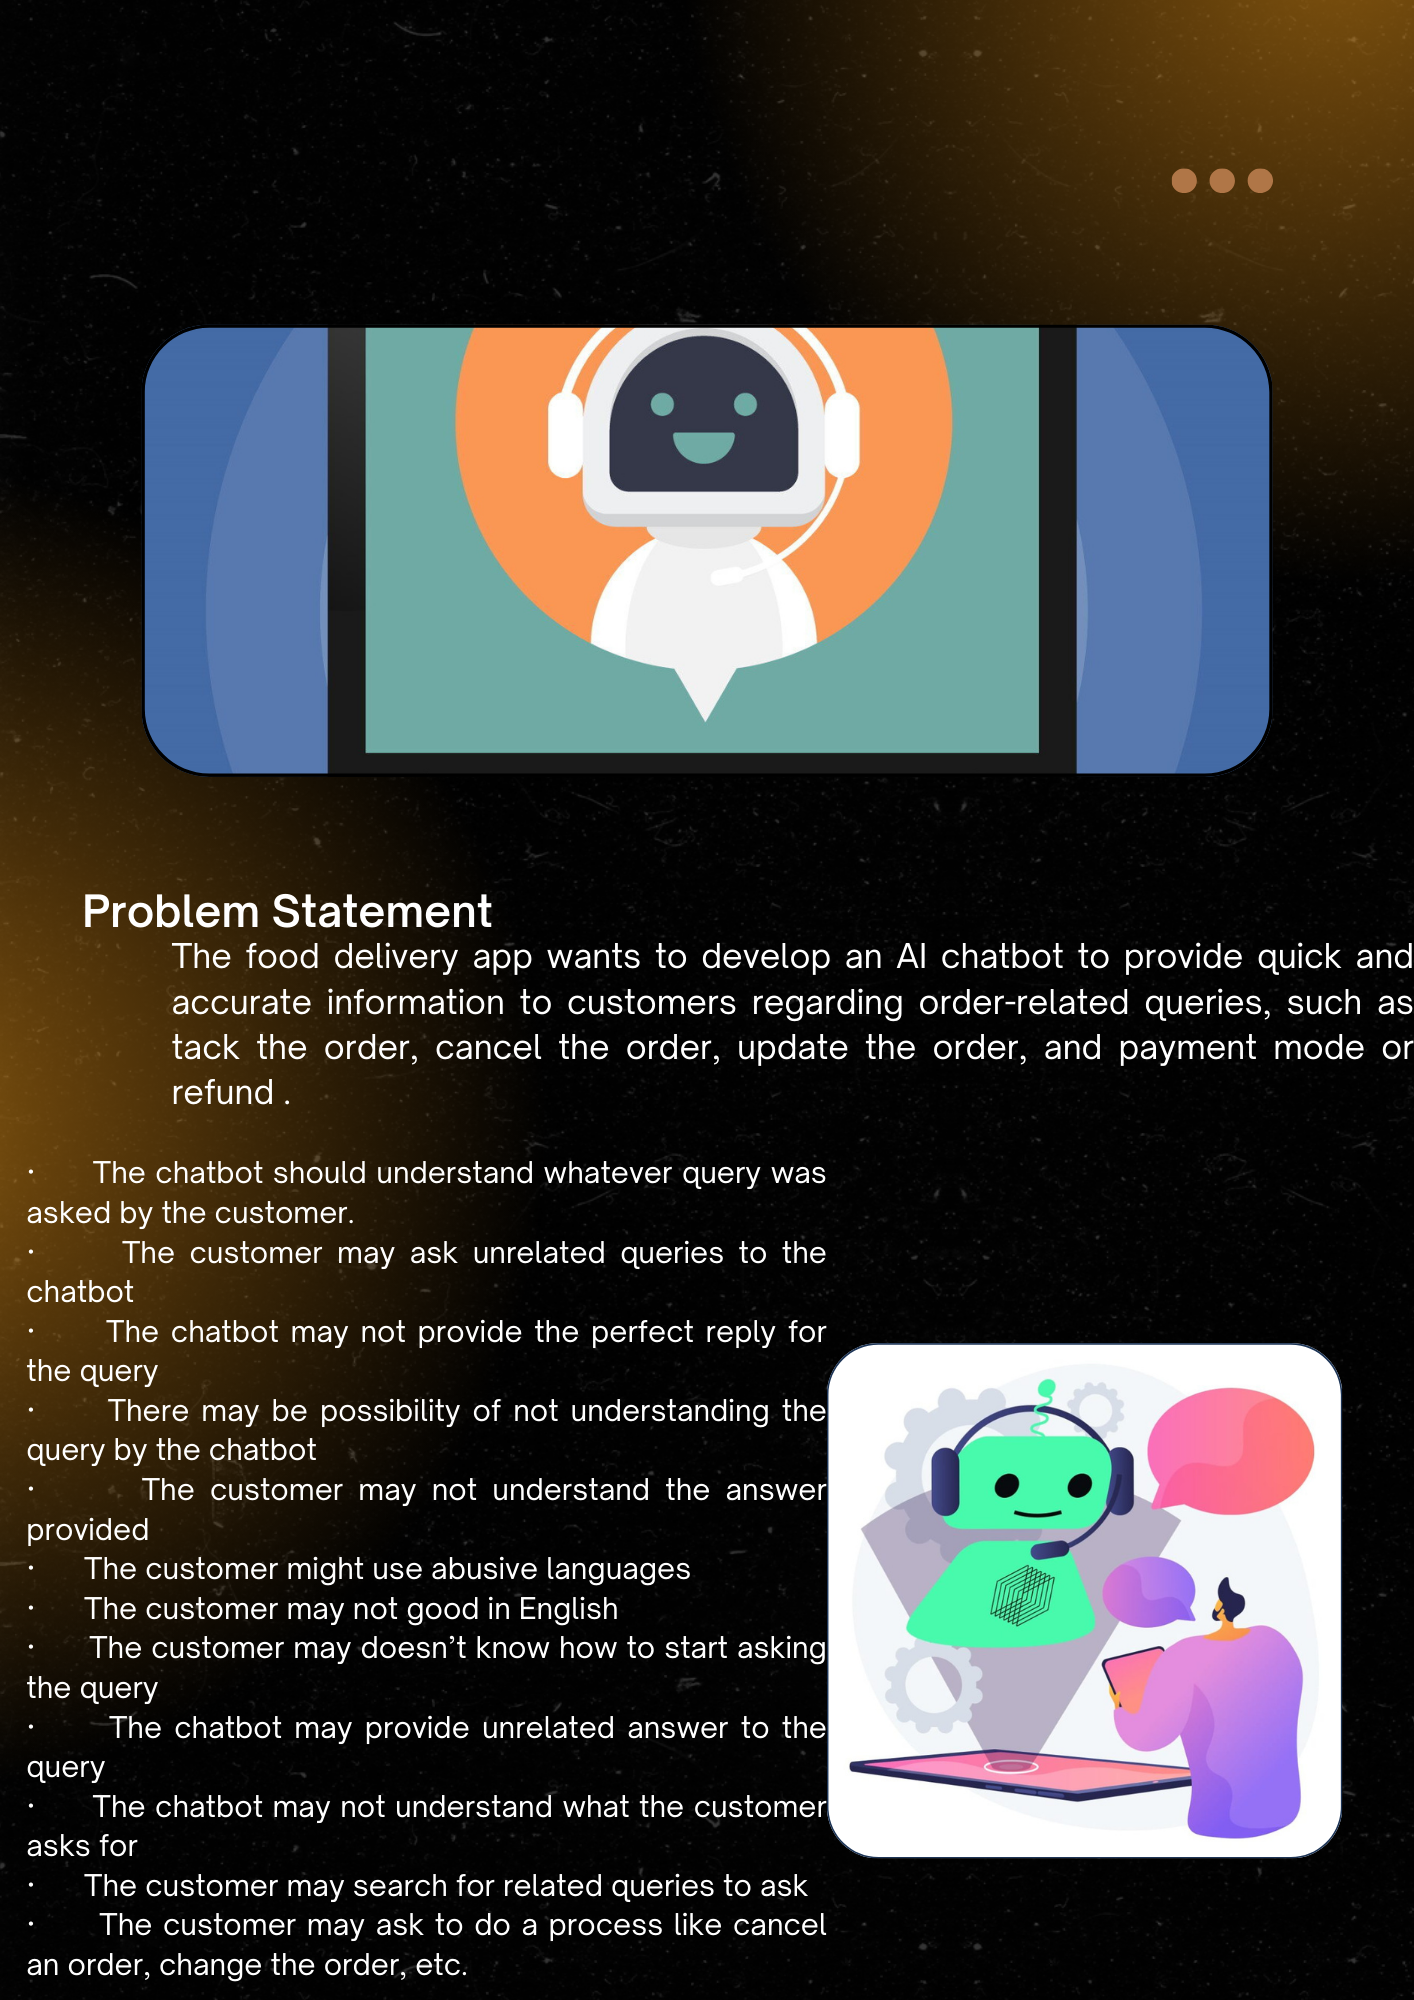 Problem Statement
The food delivery app wants to develop an AI chatbot to provide quick and
accurate information to customers regarding order-related queries, such as
tack the order, cancel the order, update the order, and payment mode or
refund .
· The chatbot should understand whatever query was
asked by the customer.
· The customer may ask unrelated queries to the
chatbot
· The chatbot may not provide the perfect reply for
the query
· There may be possibility of not understanding the
query by the chatbot
· The customer may not understand the answer
provided
· The customer might use abusive languages
· The customer may not good in English
· The customer may doesn’t know how to start asking
the query
· The chatbot may provide unrelated answer to the
query
· The chatbot may not understand what the customer
asks for
· The customer may search for related queries to ask
· The customer may ask to do a process like cancel
an order, change the order, etc.